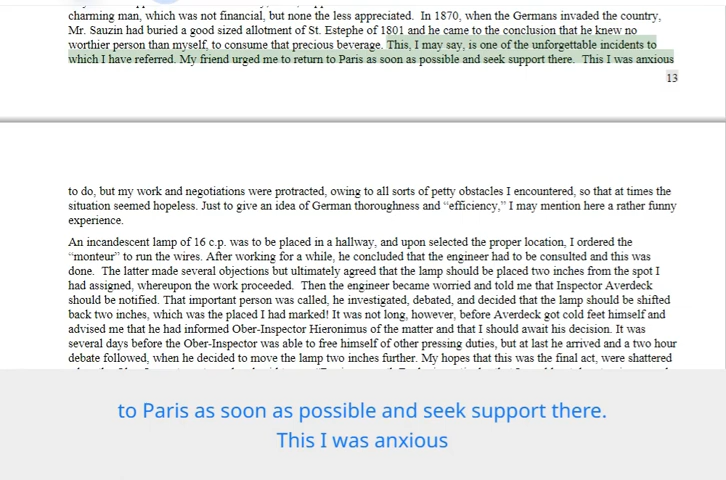 charming man, which was not financial, but none the less appreciated.  In 1870, when the Germans invaded the country,
Mr. Sauzin had buried a good sized allotment of St. Estephe of 1801 and he came to the conclusion that he knew no
worthier person than myself, to consume that precious beverage. This, I may say, is one of the unforgettable incidents to
which I have referred. My friend urged me to return to Paris as soon as possible and seek support there.  This I was anxious
13
to do, but my work and negotiations were protracted, owing to all sorts of petty obstacles I encountered, so that at times the
situation seemed hopeless. Just to give an idea of German thoroughness and “efficiency,” I may mention here a rather funny
experience.
An incandescent lamp of 16 c.p. was to be placed in a hallway, and upon selected the proper location, I ordered the
“monteur” to run the wires. After working for a while, he concluded that the engineer had to be consulted and this was
done.  The latter made several objections but ultimately agreed that the lamp should be placed two inches from the spot I
had assigned, whereupon the work proceeded.  Then the engineer became worried and told me that Inspector Averdeck
should be notified. That important person was called, he investigated, debated, and decided that the lamp should be shifted
back two inches, which was the placed I had marked! It was not long, however, before Averdeck got cold feet himself and
advised me that he had informed Ober-Inspector Hieronimus of the matter and that I should await his decision. It was
several days before the Ober-Inspector was able to free himself of other pressing duties, but at last he arrived and a two hour
debate followed, when he decided to move the lamp two inches further. My hopes that this was the final act, were shattered
to Paris as soon as possible and seek support there.
This I was anxious